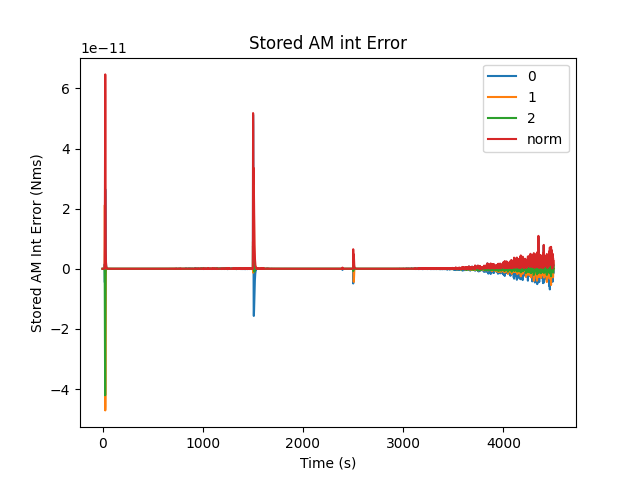 Stored AM int Error
1e−11
6
4
2
0
−2
−4
Stored AM Int Error (Nms)
0
1000
2000
3000
4000
Time (s)
0
1
2
norm